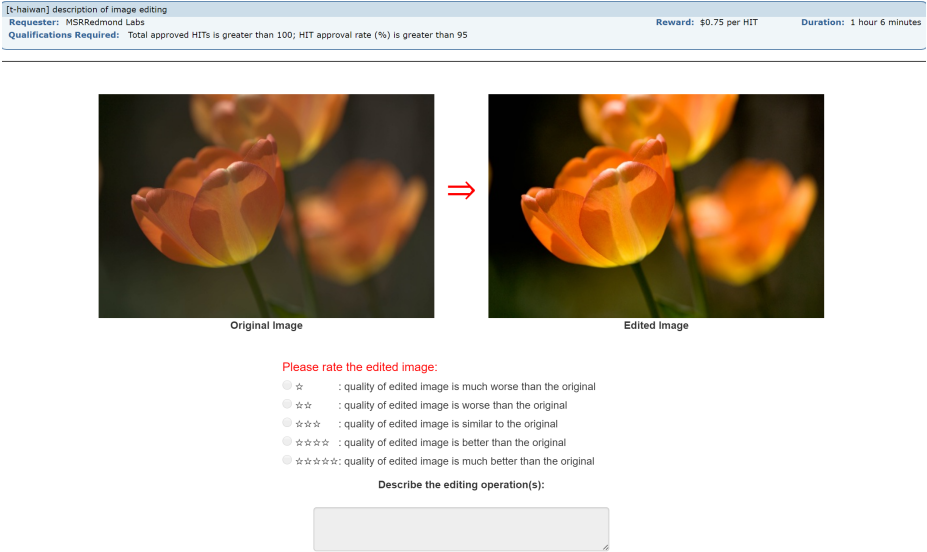 [t-haiwan] description of image editing
Requester: MSRRedmond Labs Reward: $0.75 per HIT Duration: 1 hour 6 minutes
Qualifications Required: Total approved HITs is greater than 100; HIT approval rate (%) is greater than 95
⇒
Original Image Edited Image
Please rate the edited image:
☆ : quality of edited image is much worse than the original
☆☆ : quality of edited image is worse than the original
☆☆☆ : quality of edited image is similar to the original
☆☆☆☆ : quality of edited image is better than the original
☆☆☆☆☆: quality of edited image is much better than the original
Describe the editing operation(s):